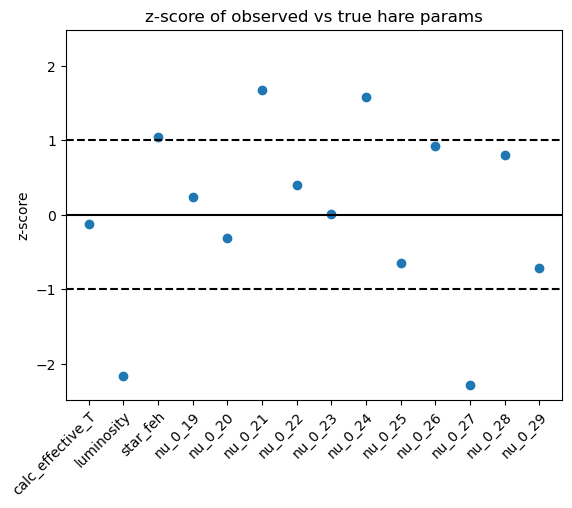 z-score of observed vs true hare params
z-score
2
1
0
−1
−2
calc_effective_T
luminosity
star_feh
nu_0_19
nu_0_20
nu_0_21
nu_0_22
nu_0_23
nu_0_24
nu_0_25
nu_0_26
nu_0_27
nu_0_28
nu_0_29